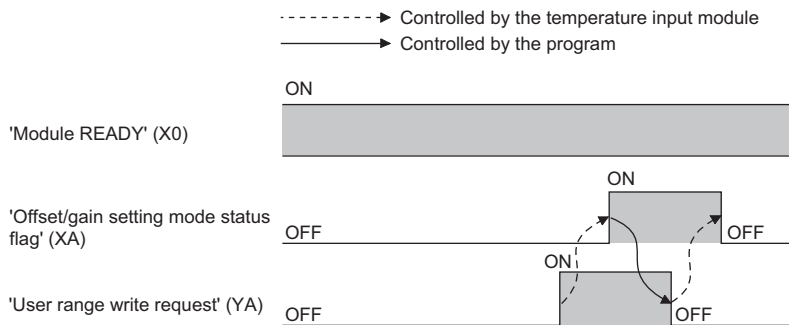 Controlled by the temperature input module
Controlled by the program
ON
'Module READY' (X0)
ON
'Offset/gain setting mode status
flag' (XA)
OFF
OFF
ON
'User range write request' (YA)
OFF
OFF